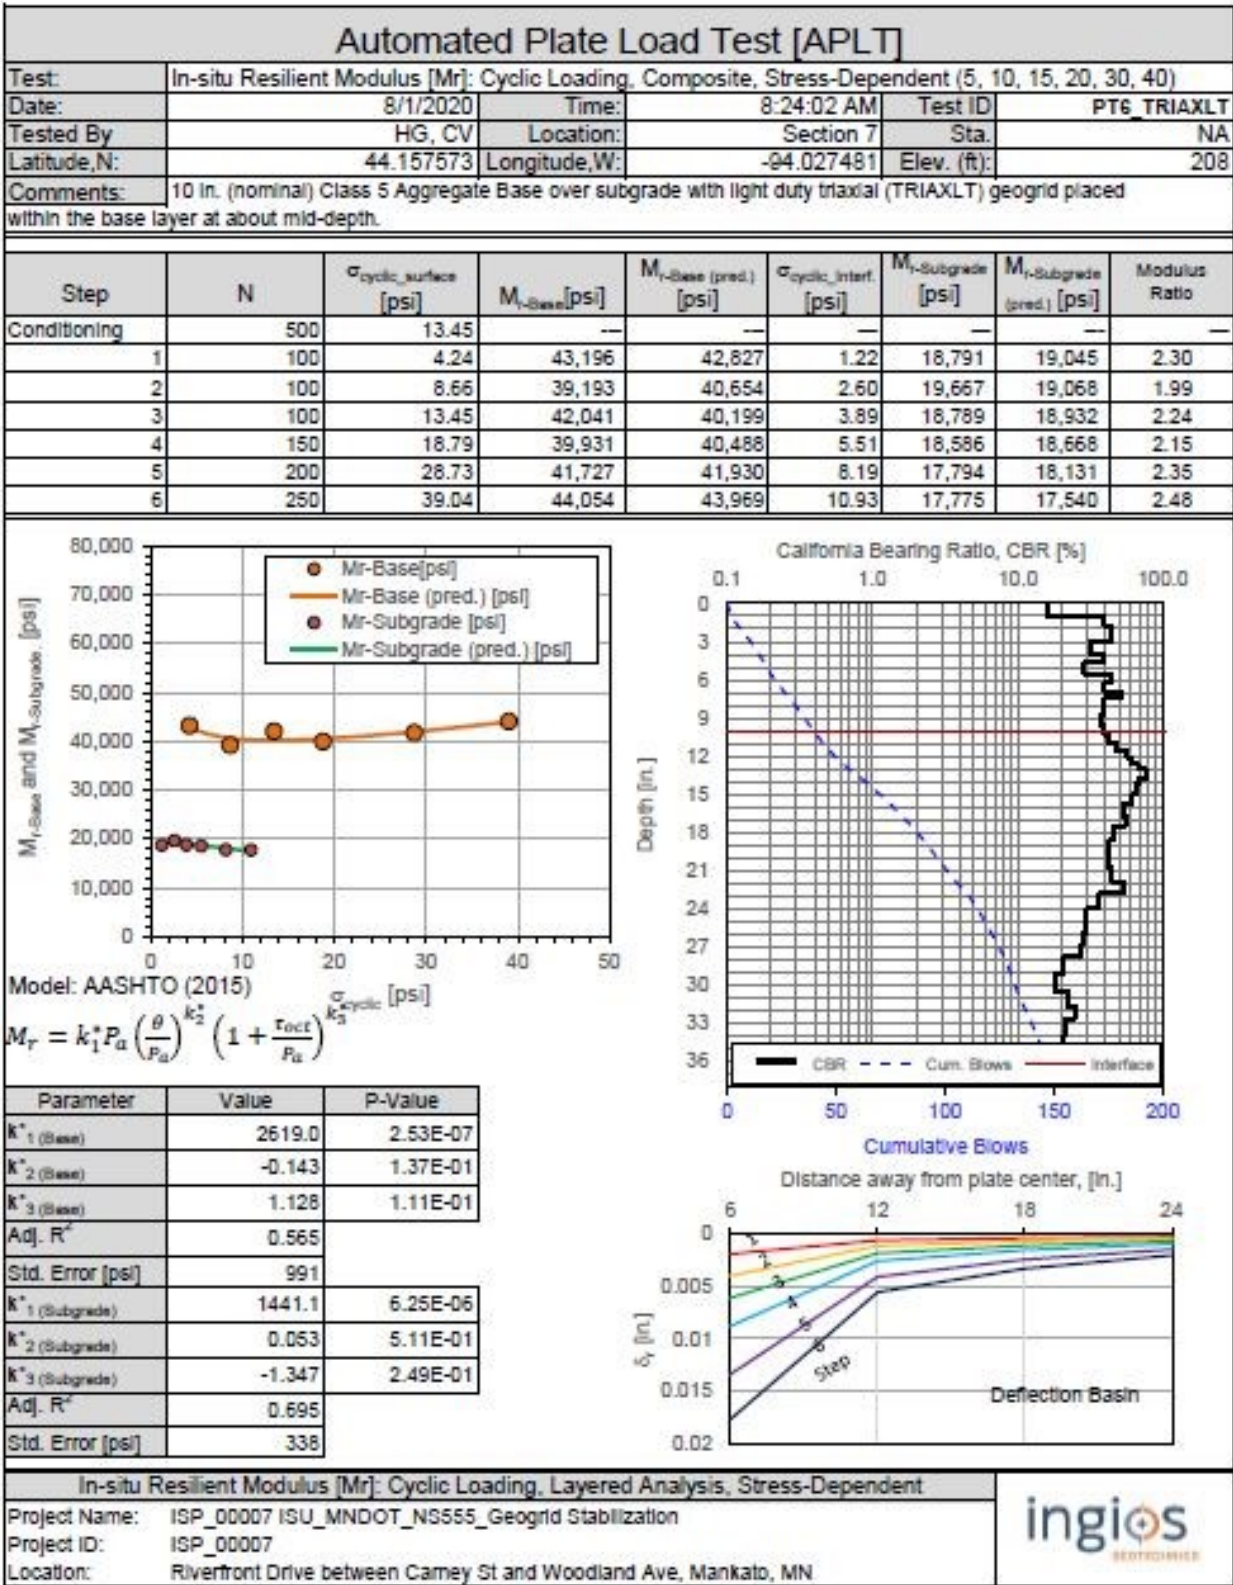 Automated Plate Load Test [APLT]
Test: In-situ Resilient Modulus [Mr]: Cyclic Loading, Composite, Stress-Dependent (5, 10, 15, 20, 30, 40)
Date: 8/1/2020 Time: 8:24:02 AM Test ID PT6_TRIAXLT
Tested By HG, CV Location: Section 7 Sta. NA
Latitude,N: 44.157573 Longitude,W: -94.027481 Elev. (ft): 208
Comments: 10 in. (nominal) Class 5 Aggregate Base over subgrade with light duty triaxial (TRIAXLT) geogrid placed
within the base layer at about mid-depth.
Step N σcyclic_surface [psi] Mr-Base[psi] Mr-Base (pred.) [psi] σcyclic_interf. [psi] Mr-Subgrade [psi] Mr-Subgrade (pred.) [psi] Modulus Ratio
Conditioning 500 13.45 --- --- --- --- --- ---
1 100 4.24 43,196 42,827 1.22 18,791 19,045 2.30
2 100 8.66 39,193 40,654 2.60 19,667 19,068 1.99
3 100 13.45 42,041 40,199 3.89 18,789 18,932 2.24
4 150 18.79 39,931 40,488 5.51 18,586 18,668 2.15
5 200 28.73 41,727 41,930 8.19 17,794 18,131 2.35
6 250 39.04 44,054 43,969 10.93 17,775 17,540 2.48
Mr-Base and Mr-Subgrade. [psi]
80,000
70,000
60,000
50,000
40,000
30,000
20,000
10,000
0
Mr-Base[psi]
Mr-Base (pred.) [psi]
Mr-Subgrade [psi]
Mr-Subgrade (pred.) [psi]
0 10 20 30 40 50
σcyclic [psi]
Model: AASHTO (2015)
Mr = k*1Pa (θ/Pa)^k*2 (1 + τoct/Pa)^k*3
California Bearing Ratio, CBR [%]
0.1 1.0 10.0 100.0
Depth [in.]
0
3
6
9
12
15
18
21
24
27
30
33
36
CBR Cum. Blows Interface
0 50 100 150 200
Cumulative Blows
Parameter Value P-Value
k*1 (Base) 2619.0 2.53E-07
k*2 (Base) -0.143 1.37E-01
k*3 (Base) 1.128 1.11E-01
Adj. R² 0.565
Std. Error [psi] 991
k*1 (Subgrade) 1441.1 6.25E-06
k*2 (Subgrade) 0.053 5.11E-01
k*3 (Subgrade) -1.347 2.49E-01
Adj. R² 0.695
Std. Error [psi] 338
Distance away from plate center, [in.]
6 12 18 24
δr [in.]
0
0.005
0.01
0.015
0.02
1
2
3
4
5
6
Step
Deflection Basin
In-situ Resilient Modulus [Mr]: Cyclic Loading, Layered Analysis, Stress-Dependent
Project Name: ISP_00007 ISU_MNDOT_NS555_Geogrid Stabilization
Project ID: ISP_00007
Location: Riverfront Drive between Carney St and Woodland Ave, Mankato, MN
ingios
GEOTECHNICS